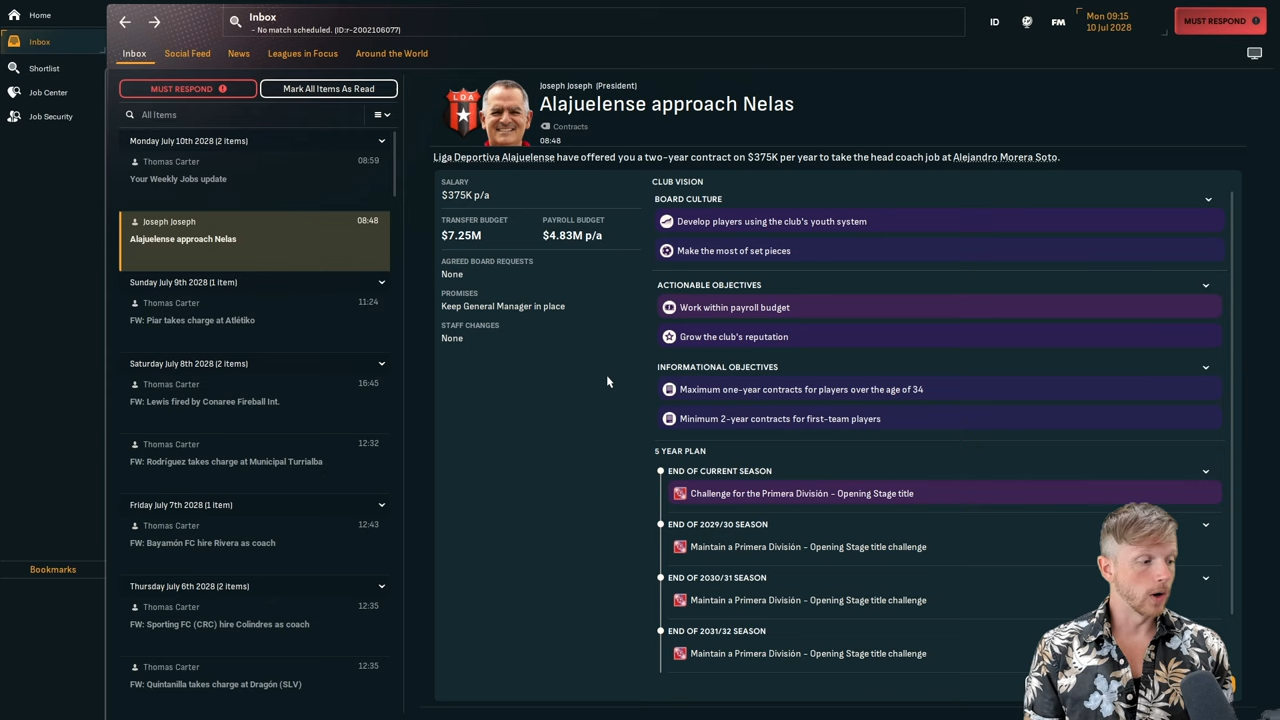 Home
Inbox
Shortlist
Job Center
Job Security
Bookmarks
Inbox
- No match scheduled. (ID:r-2002106077)
ID
FM
Mon 09:15
10 Jul 2028
MUST RESPOND
Inbox
Social Feed
News
Leagues in Focus
Around the World
MUST RESPOND
Mark All Items As Read
All Items
Monday July 10th 2028 (2 items)
Thomas Carter
08:59
Your Weekly Jobs update
Joseph Joseph
08:48
Alajuelense approach Nelas
Sunday July 9th 2028 (1 item)
Thomas Carter
11:24
FW: Piar takes charge at Atlétiko
Saturday July 8th 2028 (2 items)
Thomas Carter
16:45
FW: Lewis fired by Conaree Fireball Int.
Thomas Carter
12:32
FW: Rodríguez takes charge at Municipal Turrialba
Friday July 7th 2028 (1 item)
Thomas Carter
12:43
FW: Bayamón FC hire Rivera as coach
Thursday July 6th 2028 (2 items)
Thomas Carter
12:35
FW: Sporting FC (CRC) hire Colindres as coach
Thomas Carter
12:35
FW: Quintanilla takes charge at Dragón (SLV)
LDA
Joseph Joseph (President)
Alajuelense approach Nelas
Contracts
08:48
Liga Deportiva Alajuelense have offered you a two-year contract on $375K per year to take the head coach job at Alejandro Morera Soto.
SALARY
$375K p/a
TRANSFER BUDGET
PAYROLL BUDGET
$7.25M
$4.83M p/a
AGREED BOARD REQUESTS
None
PROMISES
Keep General Manager in place
STAFF CHANGES
None
CLUB VISION
BOARD CULTURE
Develop players using the club's youth system
Make the most of set pieces
ACTIONABLE OBJECTIVES
Work within payroll budget
Grow the club's reputation
INFORMATIONAL OBJECTIVES
Maximum one-year contracts for players over the age of 34
Minimum 2-year contracts for first-team players
5 YEAR PLAN
END OF CURRENT SEASON
Challenge for the Primera División - Opening Stage title
END OF 2029/30 SEASON
Maintain a Primera División - Opening Stage title challenge
END OF 2030/31 SEASON
Maintain a Primera División - Opening Stage title challenge
END OF 2031/32 SEASON
Maintain a Primera División - Opening Stage title challenge